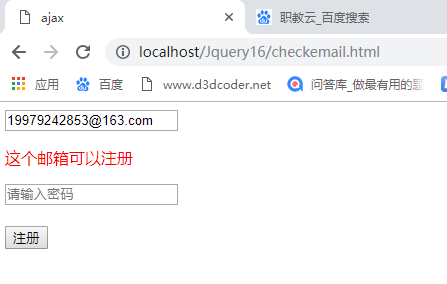 ajax
职教云_百度搜索
localhost/Jquery16/checkemail.html
应用 百度 www.d3dcoder.net 问答库_做最有用的
19979242853@163.com
这个邮箱可以注册
请输入密码
注册